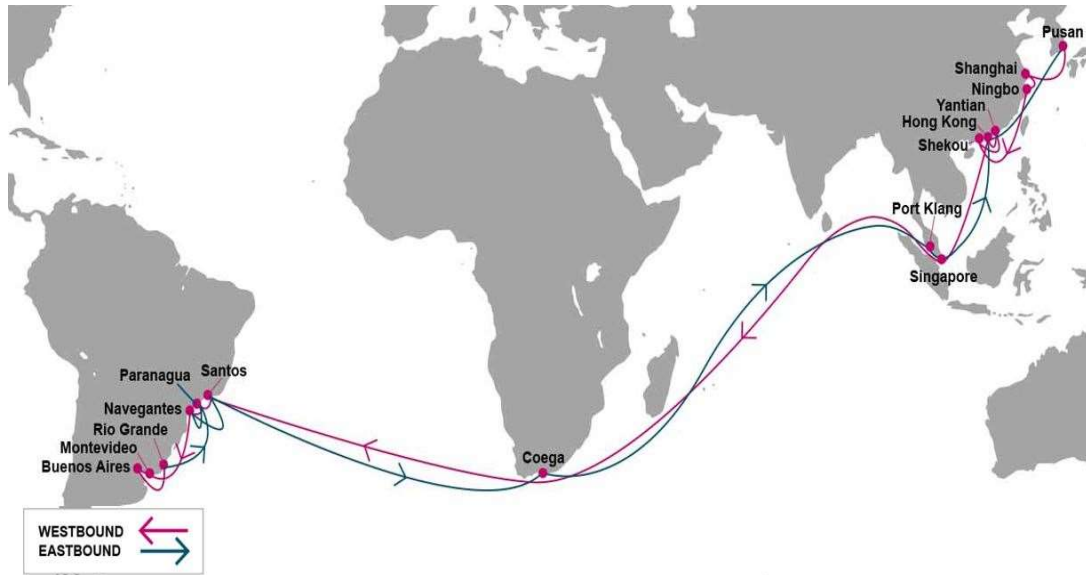 Pusan
Shanghai
Ningbo
Yantian
Hong Kong
Shekou
Port Klang
Singapore
Paranagua
Santos
Navegantes
Rio Grande
Montevideo
Buenos Aires
Coega
WESTBOUND
EASTBOUND